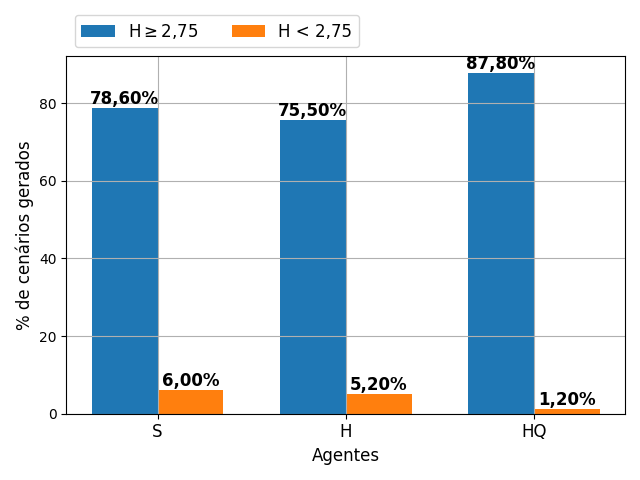 H ≥ 2,75 H < 2,75
87,80%
78,60%
75,50%
6,00%
5,20%
1,20%
80
60
40
20
0
% de cenários gerados
S H HQ
Agentes